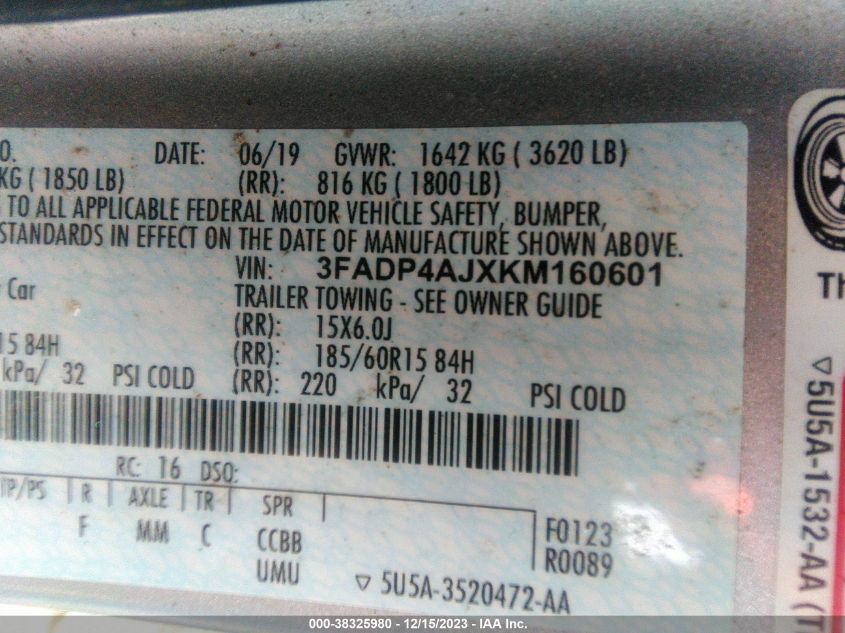 O. DATE: 06/19 GVWR: 1642 KG ( 3620 LB)
KG ( 1850 LB) (RR): 816 KG ( 1800 LB)
TO ALL APPLICABLE FEDERAL MOTOR VEHICLE SAFETY, BUMPER,
STANDARDS IN EFFECT ON THE DATE OF MANUFACTURE SHOWN ABOVE.
VIN: 3FADP4AJXKM160601
Car TRAILER TOWING - SEE OWNER GUIDE
(RR): 15X6.0J
15 84H (RR): 185/60R15 84H
kPa/ 32 PSI COLD (RR): 220 kPa/ 32 PSI COLD
RC: T6 DSO:
TP/PS R AXLE TR SPR
F MM C CCBB
UMU
F0123
R0089
▽ 5U5A-3520472-AA
Th
▽ 5U5A-1532-AA (T
000-38325980 - 12/15/2023 - IAA Inc.